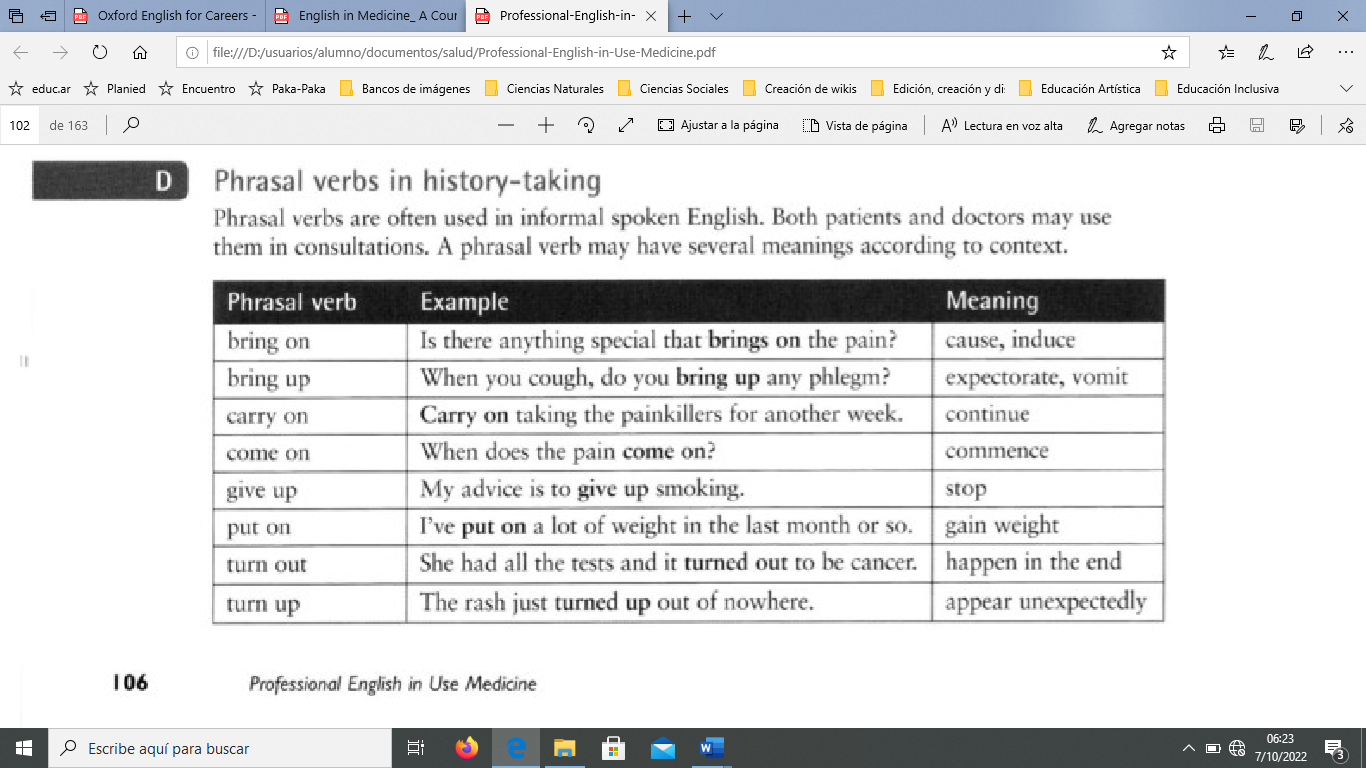 Oxford English for Careers -
English in Medicine_ A Cour
Professional-English-in-
file:///D:/usuarios/alumno/documentos/salud/Professional-English-in-Use-Medicine.pdf
educ.ar Planied Encuentro Paka-Paka Bancos de imágenes Ciencias Naturales Ciencias Sociales Creación de wikis Edición, creación y di Educación Artística Educación Inclusiva
102 de 163 Ajustar a la página Vista de página Lectura en voz alta Agregar notas
D Phrasal verbs in history-taking
Phrasal verbs are often used in informal spoken English. Both patients and doctors may use
them in consultations. A phrasal verb may have several meanings according to context.
Phrasal verb Example Meaning
bring on Is there anything special that brings on the pain? cause, induce
bring up When you cough, do you bring up any phlegm? expectorate, vomit
carry on Carry on taking the painkillers for another week. continue
come on When does the pain come on? commence
give up My advice is to give up smoking. stop
put on I've put on a lot of weight in the last month or so. gain weight
turn out She had all the tests and it turned out to be cancer. happen in the end
turn up The rash just turned up out of nowhere. appear unexpectedly
106 Professional English in Use Medicine
Escribe aquí para buscar
06:23
7/10/2022
3